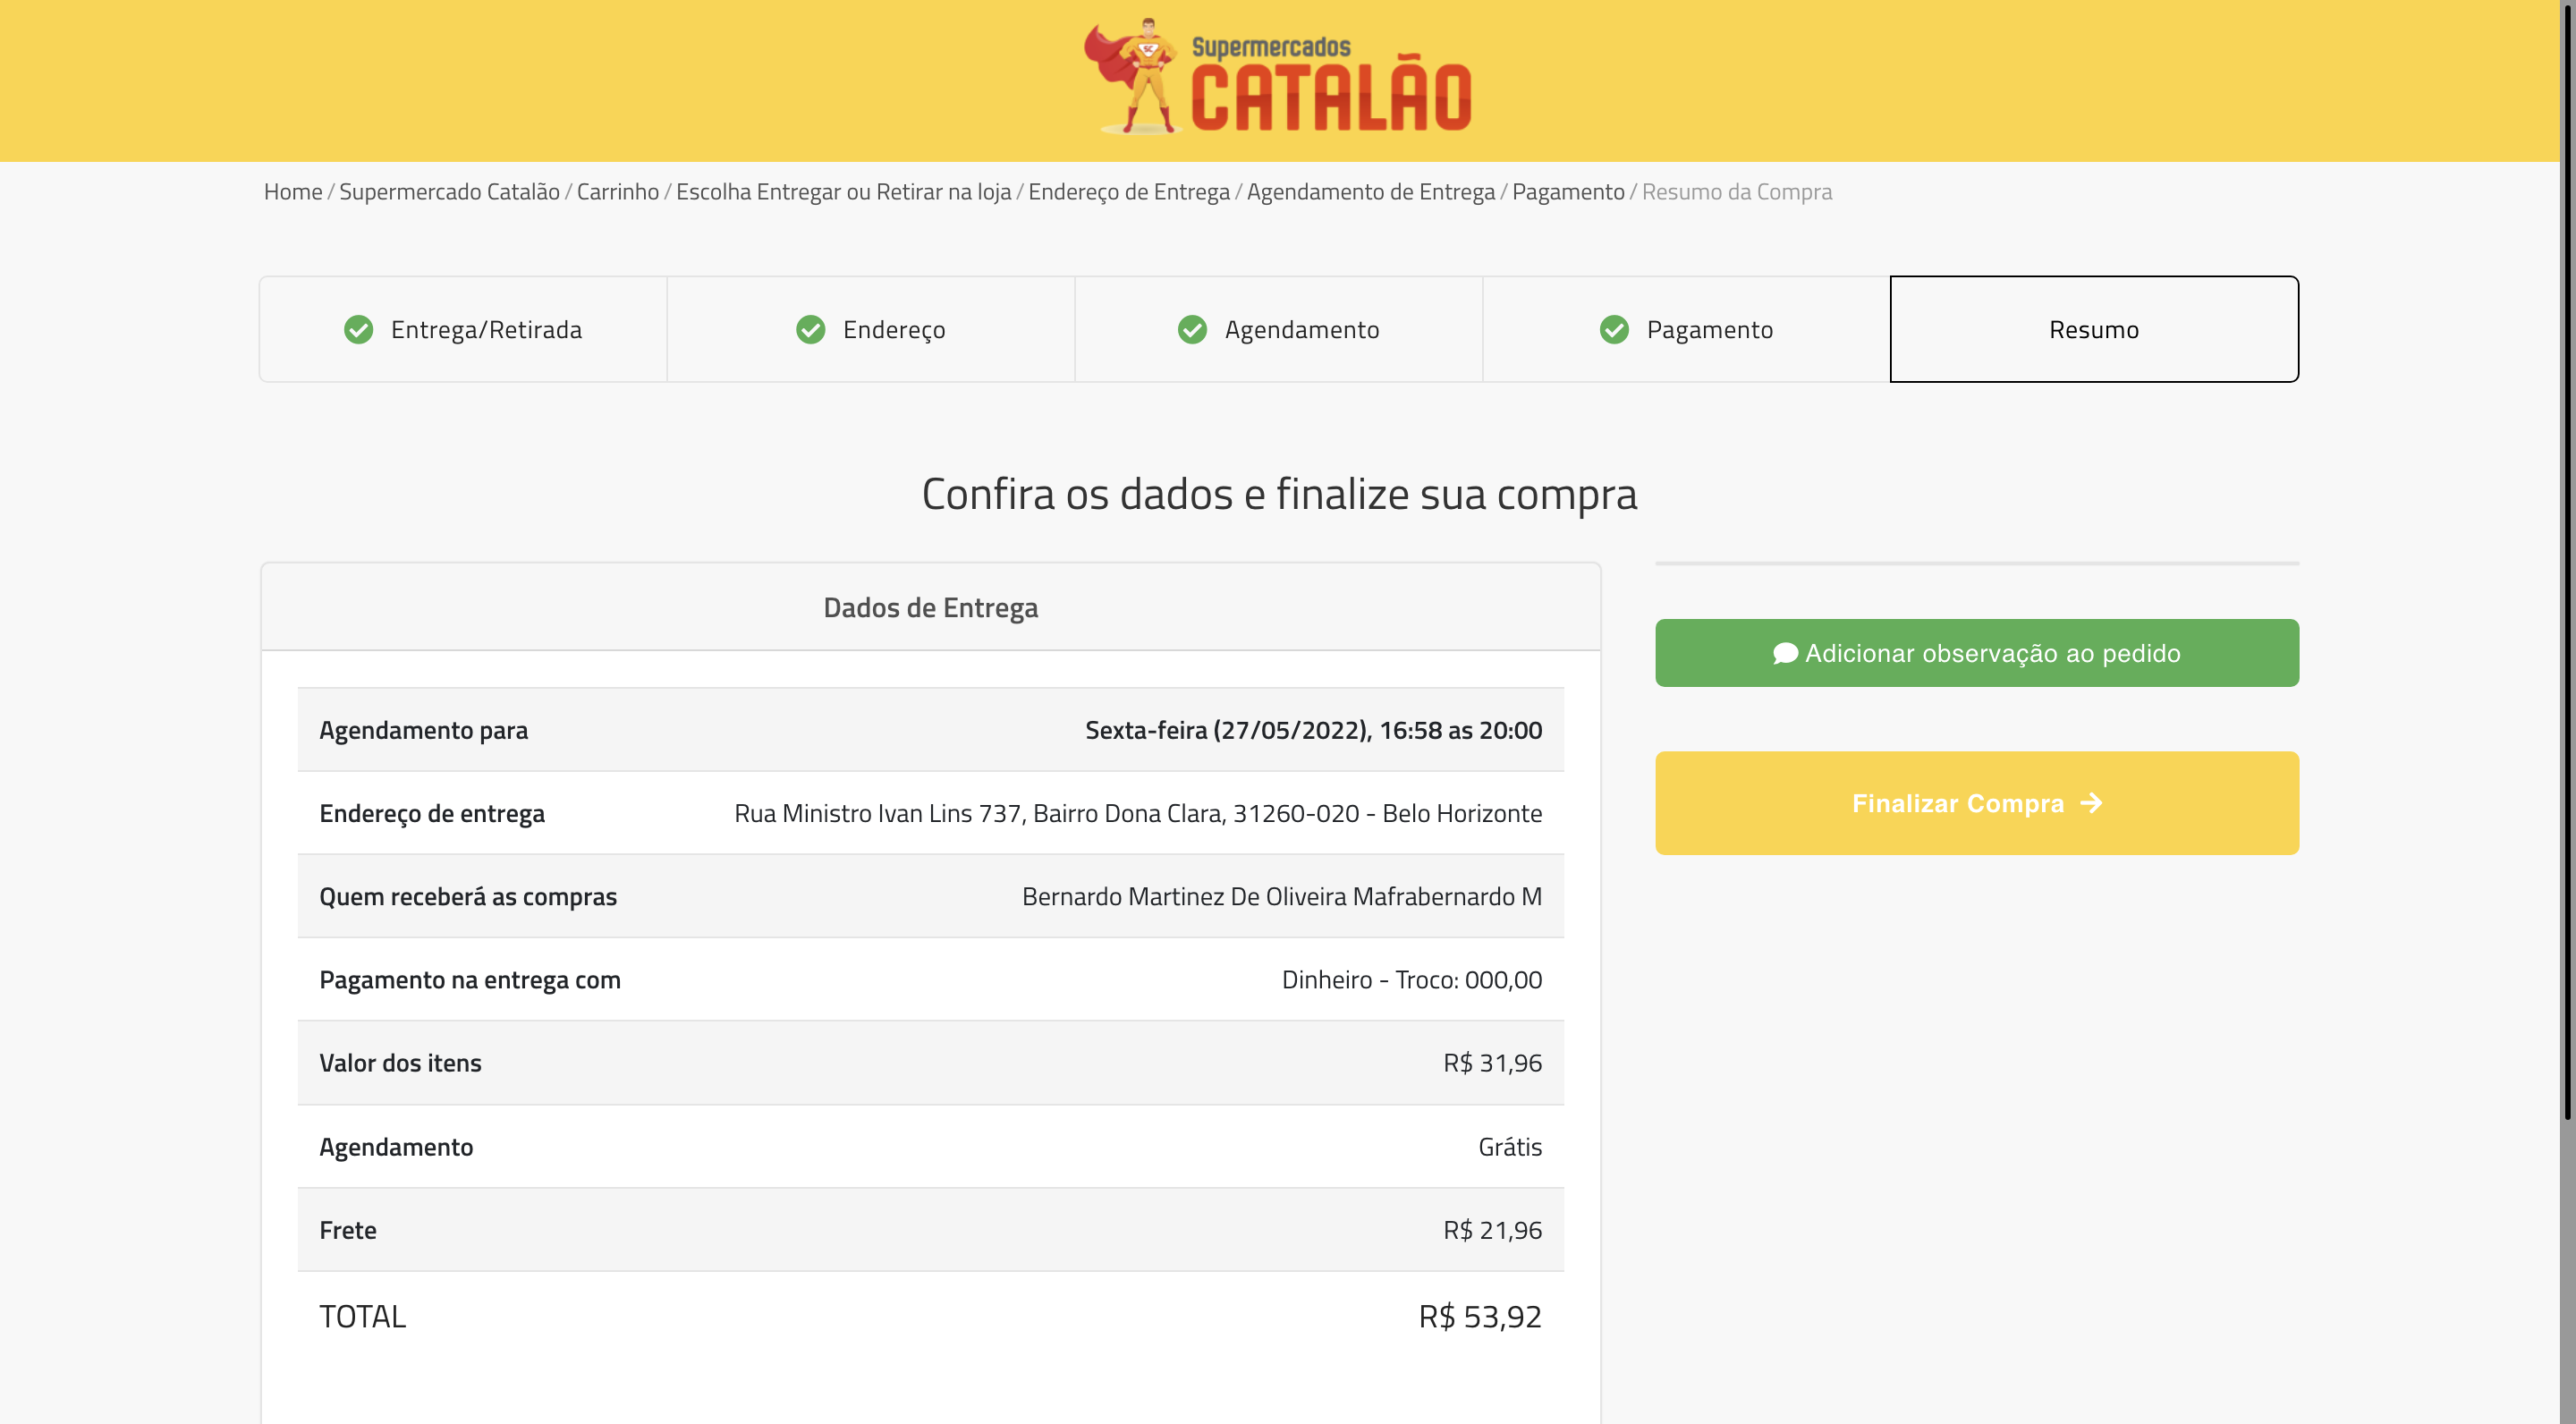 SC
Supermercados
CATALÃO
Home / Supermercado Catalão / Carrinho / Escolha Entregar ou Retirar na loja / Endereço de Entrega / Agendamento de Entrega / Pagamento / Resumo da Compra
Entrega/Retirada Endereço Agendamento Pagamento Resumo
Confira os dados e finalize sua compra
Dados de Entrega
Agendamento para Sexta-feira (27/05/2022), 16:58 as 20:00
Endereço de entrega Rua Ministro Ivan Lins 737, Bairro Dona Clara, 31260-020 - Belo Horizonte
Quem receberá as compras Bernardo Martinez De Oliveira Mafrabernardo M
Pagamento na entrega com Dinheiro - Troco: 000,00
Valor dos itens R$ 31,96
Agendamento Grátis
Frete R$ 21,96
TOTAL R$ 53,92
Adicionar observação ao pedido
Finalizar Compra →